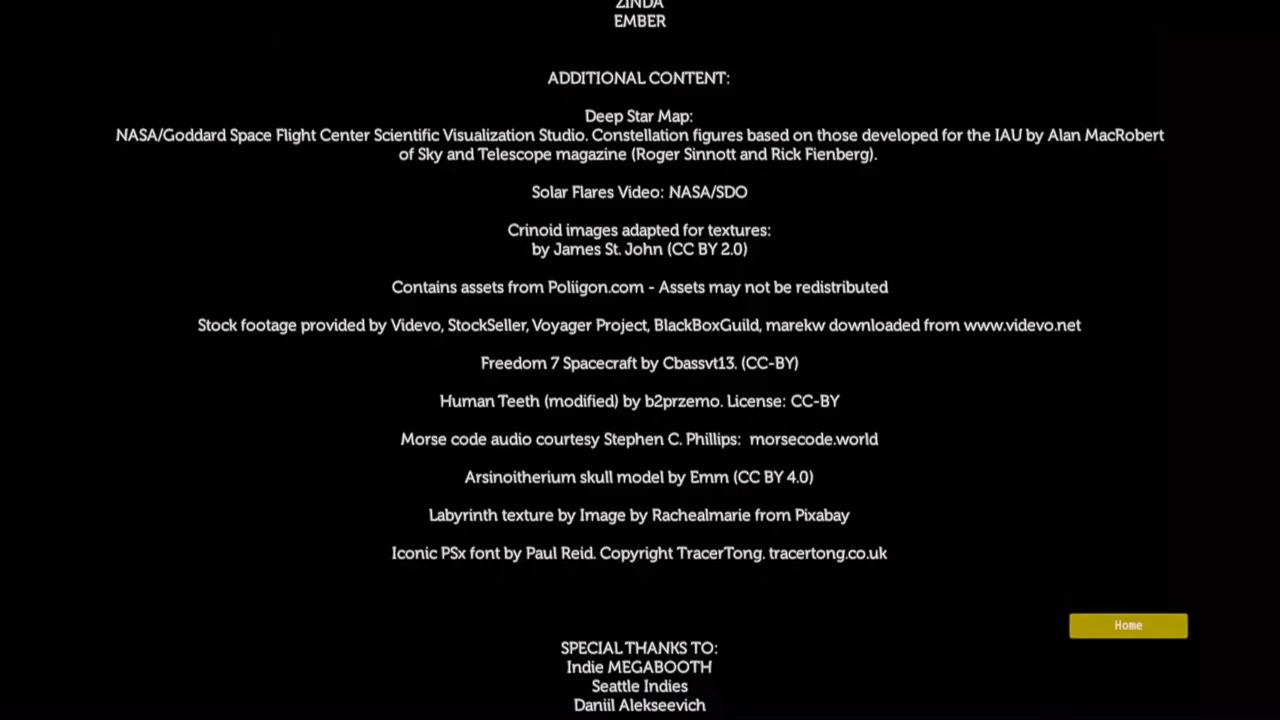 ZINDA
EMBER
ADDITIONAL CONTENT:
Deep Star Map:
NASA/Goddard Space Flight Center Scientific Visualization Studio. Constellation figures based on those developed for the IAU by Alan MacRobert
of Sky and Telescope magazine (Roger Sinnott and Rick Fienberg).
Solar Flares Video: NASA/SDO
Crinoid images adapted for textures:
by James St. John (CC BY 2.0)
Contains assets from Poliigon.com - Assets may not be redistributed
Stock footage provided by Videvo, StockSeller, Voyager Project, BlackBoxGuild, marekw downloaded from www.videvo.net
Freedom 7 Spacecraft by Cbassvt13. (CC-BY)
Human Teeth (modified) by b2przemo. License: CC-BY
Morse code audio courtesy Stephen C. Phillips: morsecode.world
Arsinoitherium skull model by Emm (CC BY 4.0)
Labyrinth texture by Image by Rachealmarie from Pixabay
Iconic PSx font by Paul Reid. Copyright TracerTong. tracertong.co.uk
Home
SPECIAL THANKS TO:
Indie MEGABOOTH
Seattle Indies
Daniil Alekseevich